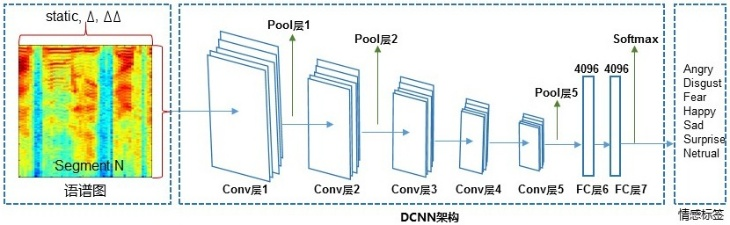 static, Δ, ΔΔ
Segment N
语谱图
Pool层1
Pool层2
Pool层5
Softmax
4096 4096
Conv层1
Conv层2
Conv层3
Conv层4
Conv层5
FC层6
FC层7
DCNN架构
Angry
Disgust
Fear
Happy
Sad
Surprise
Netrual
情感标签